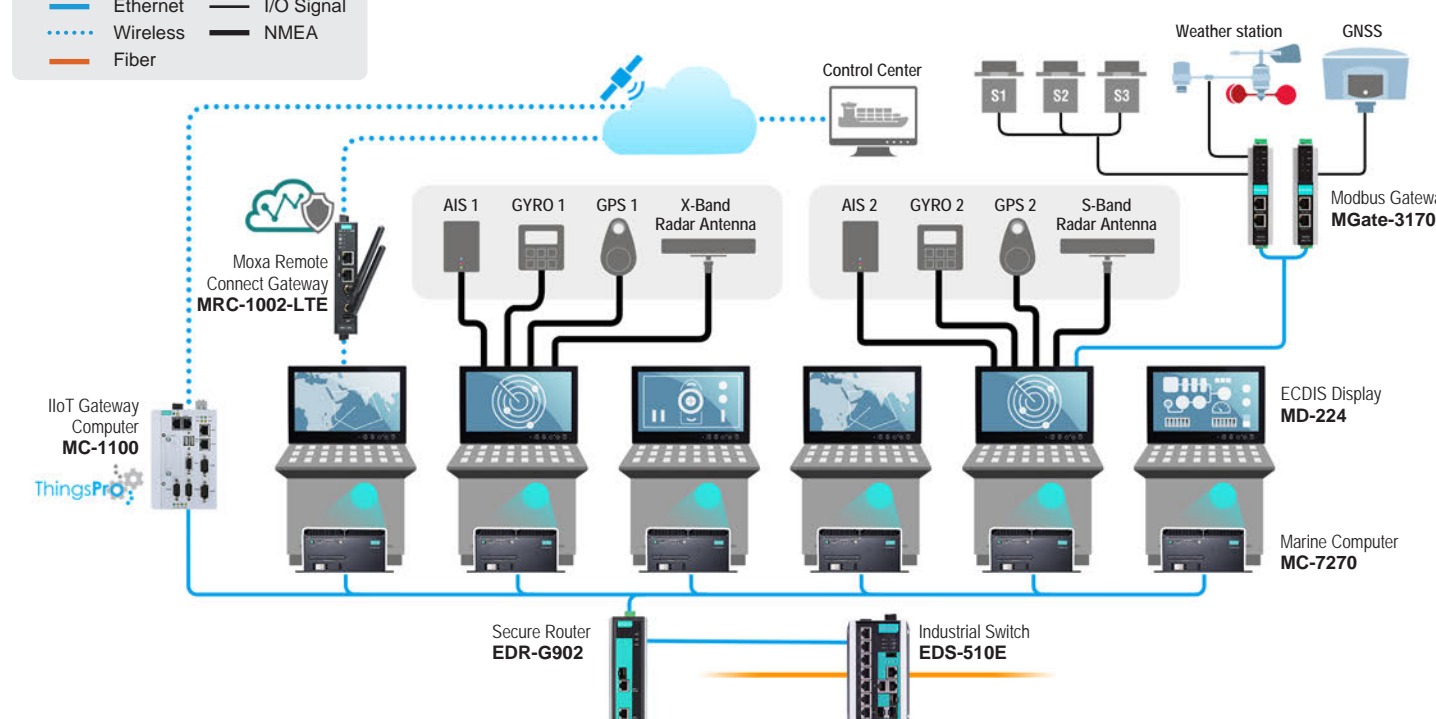 Ethernet
I/O Signal
Wireless
NMEA
Fiber
Weather station
GNSS
Control Center
S1
S2
S3
AIS 1
GYRO 1
GPS 1
X-Band
Radar Antenna
AIS 2
GYRO 2
GPS 2
S-Band
Radar Antenna
Modbus Gatewa
MGate-3170
Moxa Remote
Connect Gateway
MRC-1002-LTE
IIoT Gateway
Computer
MC-1100
ThingsPro
ECDIS Display
MD-224
Marine Computer
MC-7270
Secure Router
EDR-G902
Industrial Switch
EDS-510E